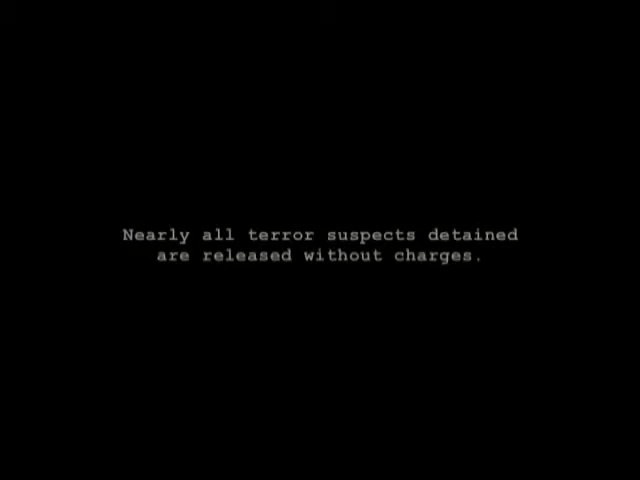 Nearly all terror suspects detained
are released without charges.